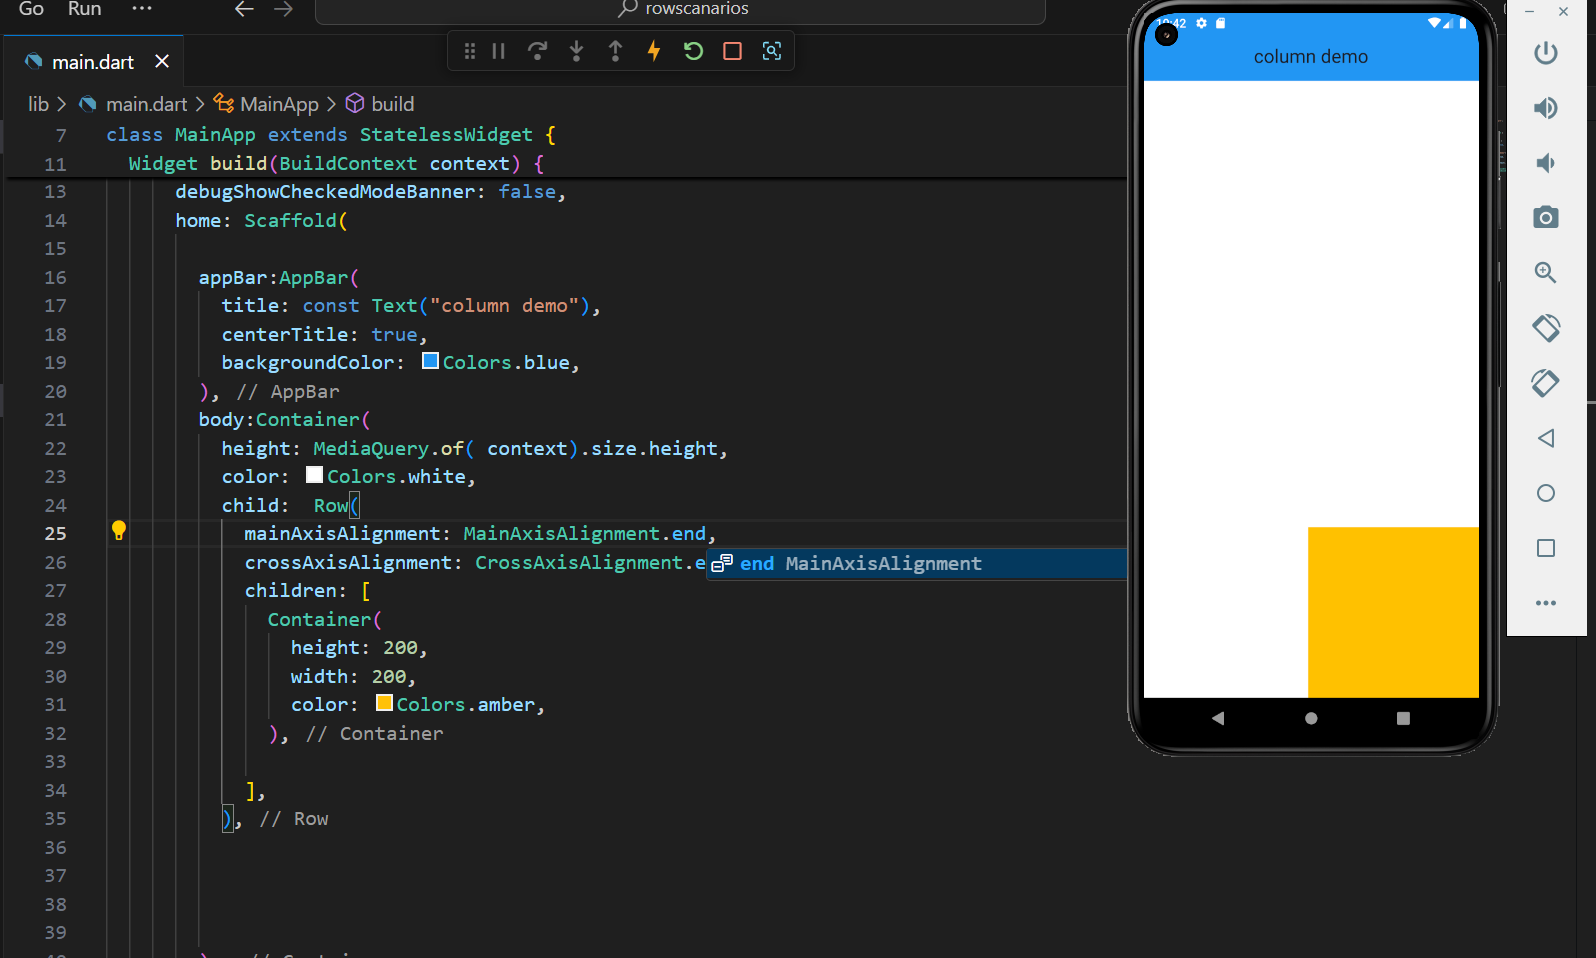 Go Run ··· rowscanarios
main.dart
lib > main.dart > MainApp > build
7 class MainApp extends StatelessWidget {
11 Widget build(BuildContext context) {
13 debugShowCheckedModeBanner: false,
14 home: Scaffold(
15
16 appBar:AppBar(
17 title: const Text("column demo"),
18 centerTitle: true,
19 backgroundColor: Colors.blue,
20 ), // AppBar
21 body:Container(
22 height: MediaQuery.of( context).size.height,
23 color: Colors.white,
24 child:  Row(
25 mainAxisAlignment: MainAxisAlignment.end,
26 crossAxisAlignment: CrossAxisAlignment.e
end MainAxisAlignment
27 children: [
28 Container(
29 height: 200,
30 width: 200,
31 color: Colors.amber,
32 ), // Container
33
34 ],
35 ), // Row
36
37
38
39
column demo